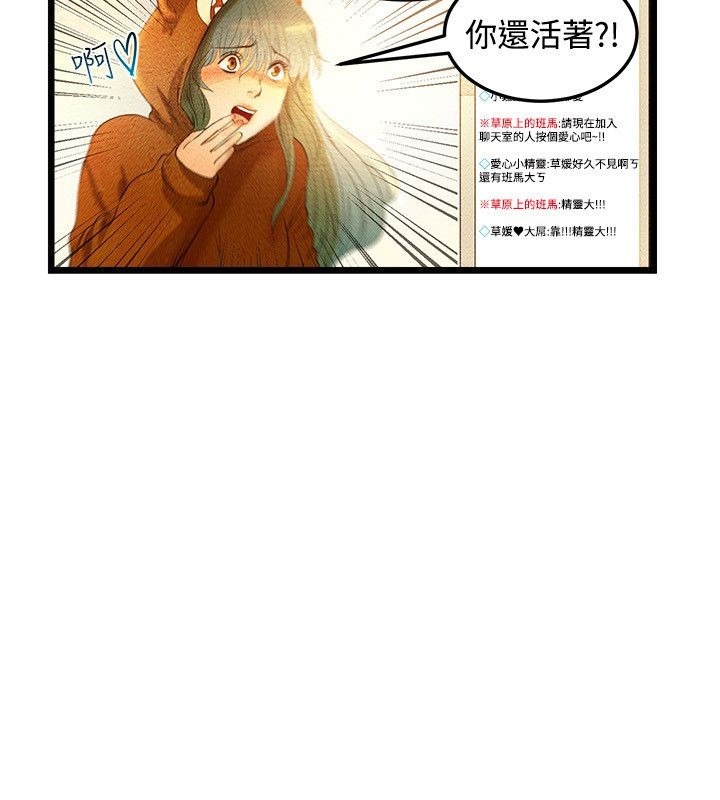 你還活著?!
啊♡
※草原上的班馬:請現在加入
聊天室的人按個愛心吧~!!
◇愛心小精靈:草媛好久不見啊ㄎ
還有班馬大ㄎ
※草原上的班馬:精靈大!!!
◇草媛♥大屌:靠!!!精靈大!!!